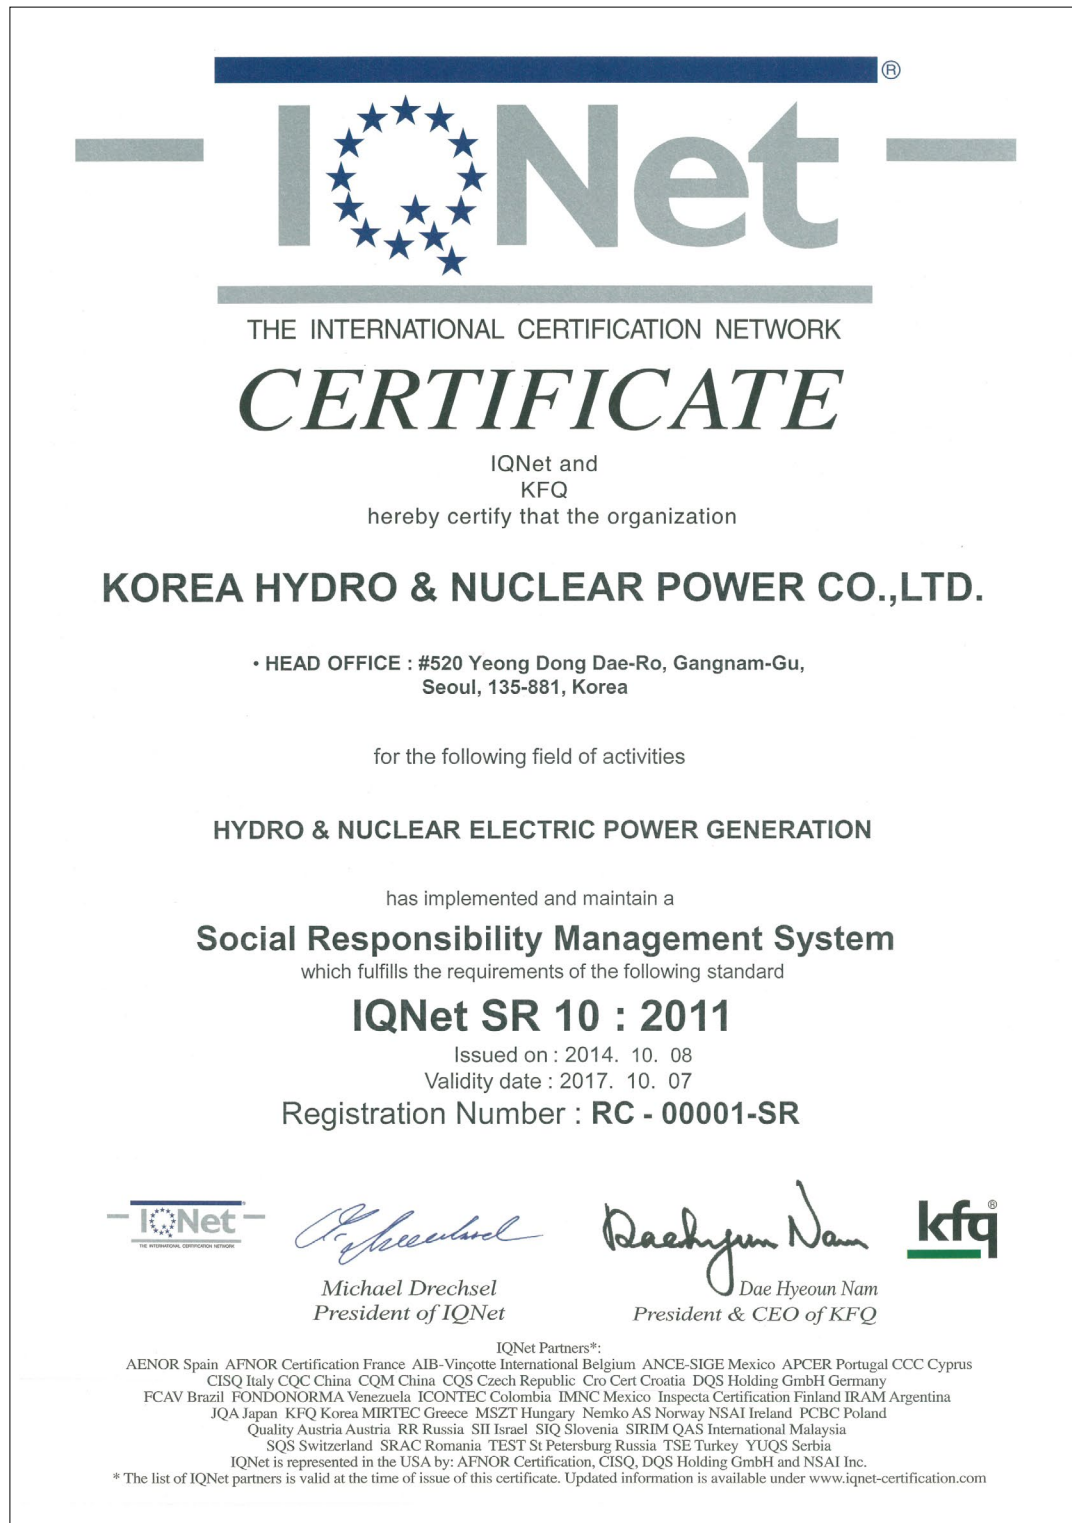 IQNet®
THE INTERNATIONAL CERTIFICATION NETWORK
CERTIFICATE
IQNet and
KFQ
hereby certify that the organization
KOREA HYDRO & NUCLEAR POWER CO.,LTD.
• HEAD OFFICE : #520 Yeong Dong Dae-Ro, Gangnam-Gu,
Seoul, 135-881, Korea
for the following field of activities
HYDRO & NUCLEAR ELECTRIC POWER GENERATION
has implemented and maintain a
Social Responsibility Management System
which fulfills the requirements of the following standard
IQNet SR 10 : 2011
Issued on : 2014. 10. 08
Validity date : 2017. 10. 07
Registration Number : RC - 00001-SR
IQNet
THE INTERNATIONAL CERTIFICATION NETWORK
Daehyun Nam
kfq®
Michael Drechsel
President of IQNet
Dae Hyeoun Nam
President & CEO of KFQ
IQNet Partners*:
AENOR Spain AFNOR Certification France AIB-Vinçotte International Belgium ANCE-SIGE Mexico APCER Portugal CCC Cyprus
CISQ Italy CQC China CQM China CQS Czech Republic Cro Cert Croatia DQS Holding GmbH Germany
FCAV Brazil FONDONORMA Venezuela ICONTEC Colombia IMNC Mexico Inspecta Certification Finland IRAM Argentina
JQA Japan KFQ Korea MIRTEC Greece MSZT Hungary Nemko AS Norway NSAI Ireland PCBC Poland
Quality Austria Austria RR Russia SII Israel SIQ Slovenia SIRIM QAS International Malaysia
SQS Switzerland SRAC Romania TEST St Petersburg Russia TSE Turkey YUQS Serbia
IQNet is represented in the USA by: AFNOR Certification, CISQ, DQS Holding GmbH and NSAI Inc.
* The list of IQNet partners is valid at the time of issue of this certificate. Updated information is available under www.iqnet-certification.com